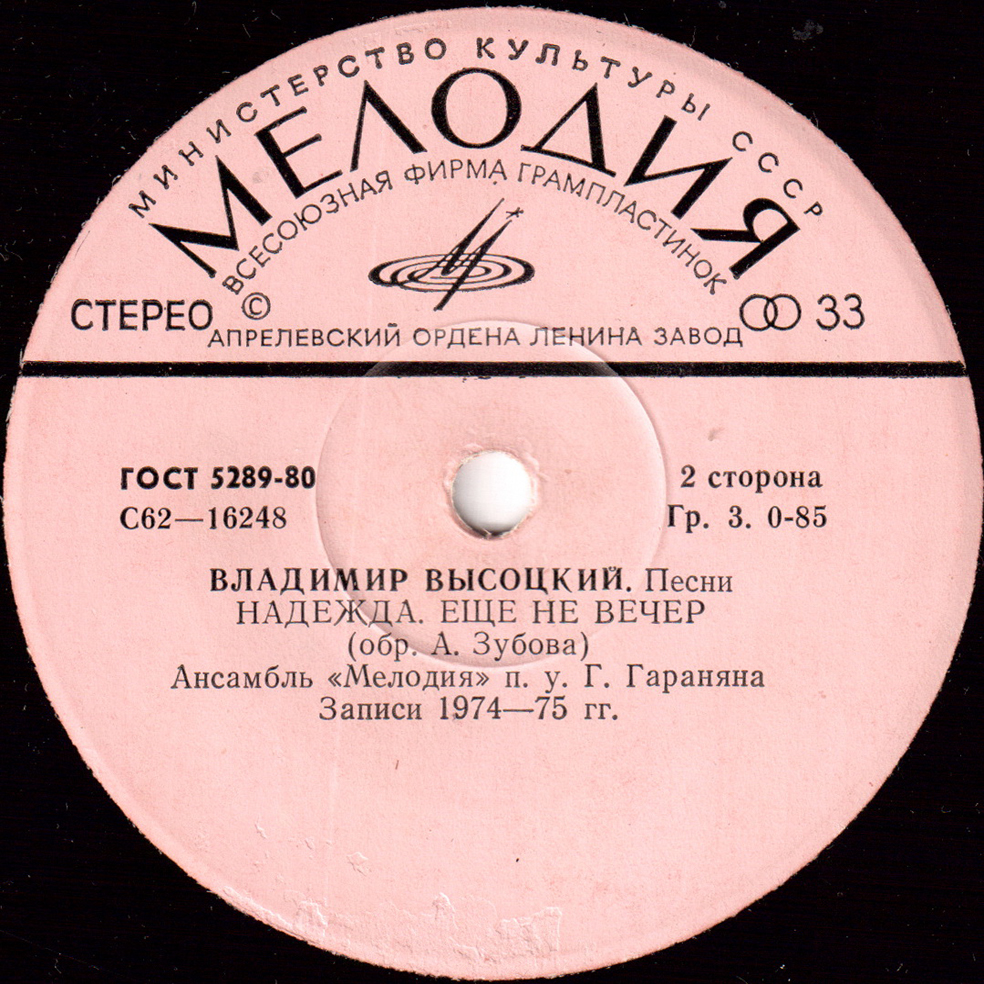 МИНИСТЕРСТВО КУЛЬТУРЫ СССР
МЕЛОДИЯ
ВСЕСОЮЗНАЯ ФИРМА ГРАМПЛАСТИНОК
СТЕРЕО © 33
АПРЕЛЕВСКИЙ ОРДЕНА ЛЕНИНА ЗАВОД
ГОСТ 5289-80 2 сторона
С62—16248 Гр. 3. 0-85
ВЛАДИМИР ВЫСОЦКИЙ. Песни
НАДЕЖДА. ЕЩЕ НЕ ВЕЧЕР
(обр. А. Зубова)
Ансамбль «Мелодия» п. у. Г. Гараняна
Записи 1974—75 гг.